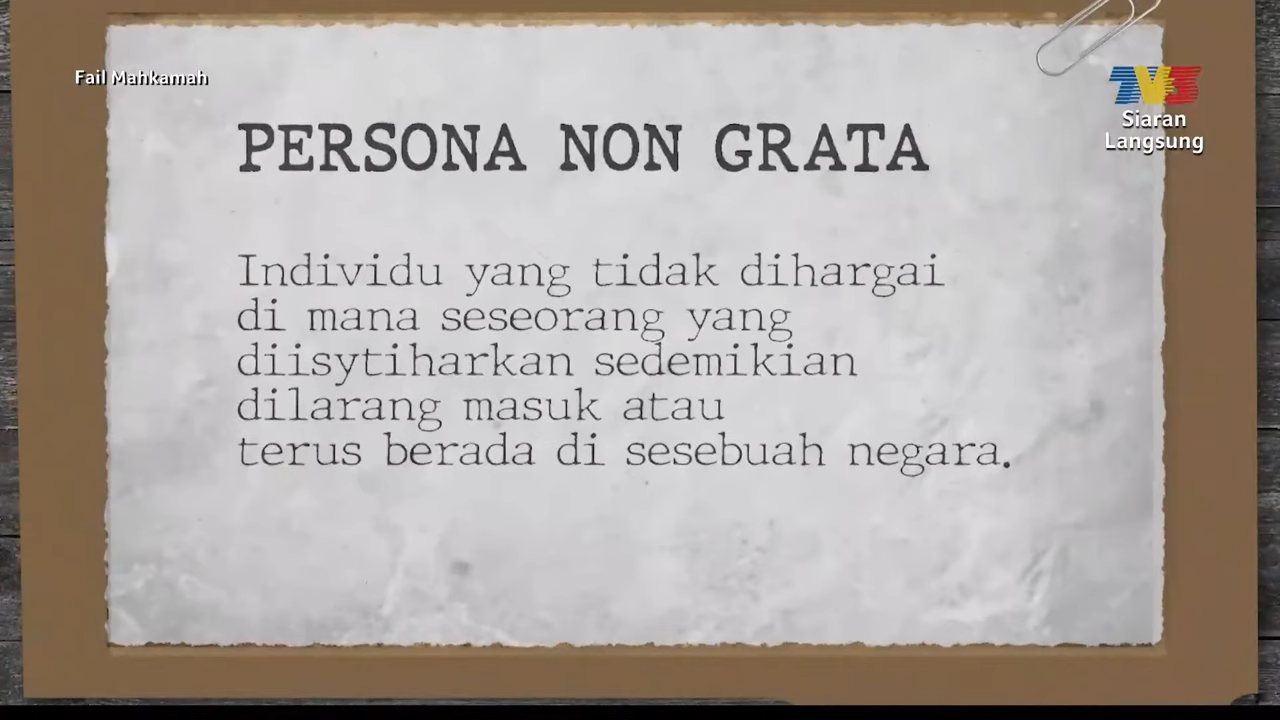 Fail Mahkamah
TV3
Siaran
Langsung
PERSONA NON GRATA
Individu yang tidak dihargai
di mana seseorang yang
diisytiharkan sedemikian
dilarang masuk atau
terus berada di sesebuah negara.